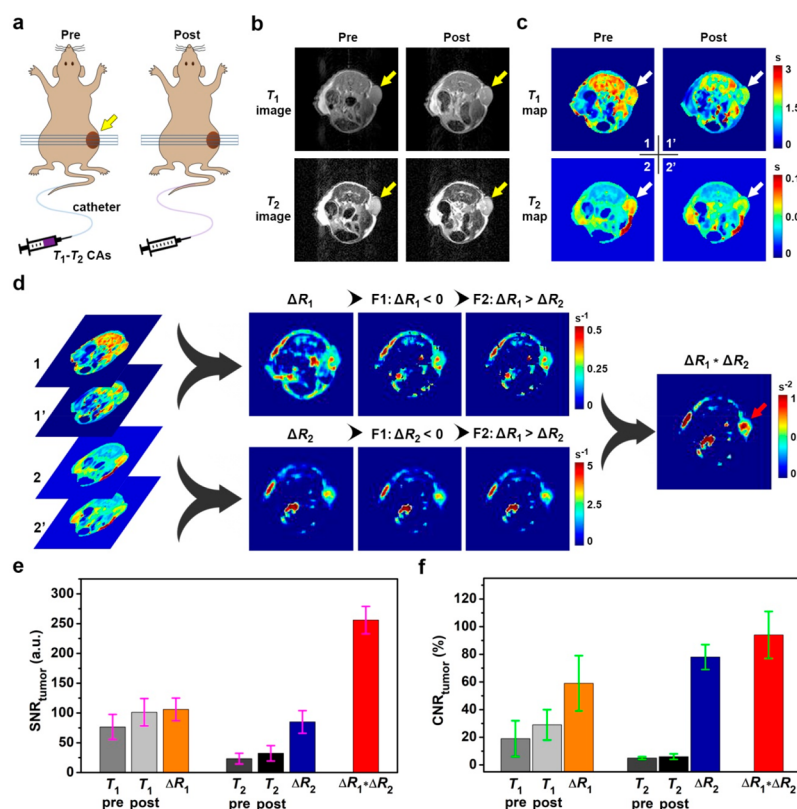 a
Pre
Post
catheter
T1-T2 CAs
b
Pre
Post
T1
image
T2
image
c
Pre
Post
T1
map
T2
map
1
1'
2
2'
s
3
1.5
0
s
0.1
0
d
1
1'
2
2'
ΔR1
F1: ΔR1 < 0
F2: ΔR1 > ΔR2
s-1
0.5
0.25
0
ΔR2
F1: ΔR2 < 0
F2: ΔR1 > ΔR2
s-1
5
2.5
0
ΔR1 * ΔR2
s-2
1
0
e
SNRtumor (a.u.)
300
250
200
150
100
50
0
T1 T1 ΔR1 T2 T2 ΔR2 ΔR1*ΔR2
pre post pre post
f
CNRtumor (%)
120
100
80
60
40
20
0
T1 T1 ΔR1 T2 T2 ΔR2 ΔR1*ΔR2
pre post pre post